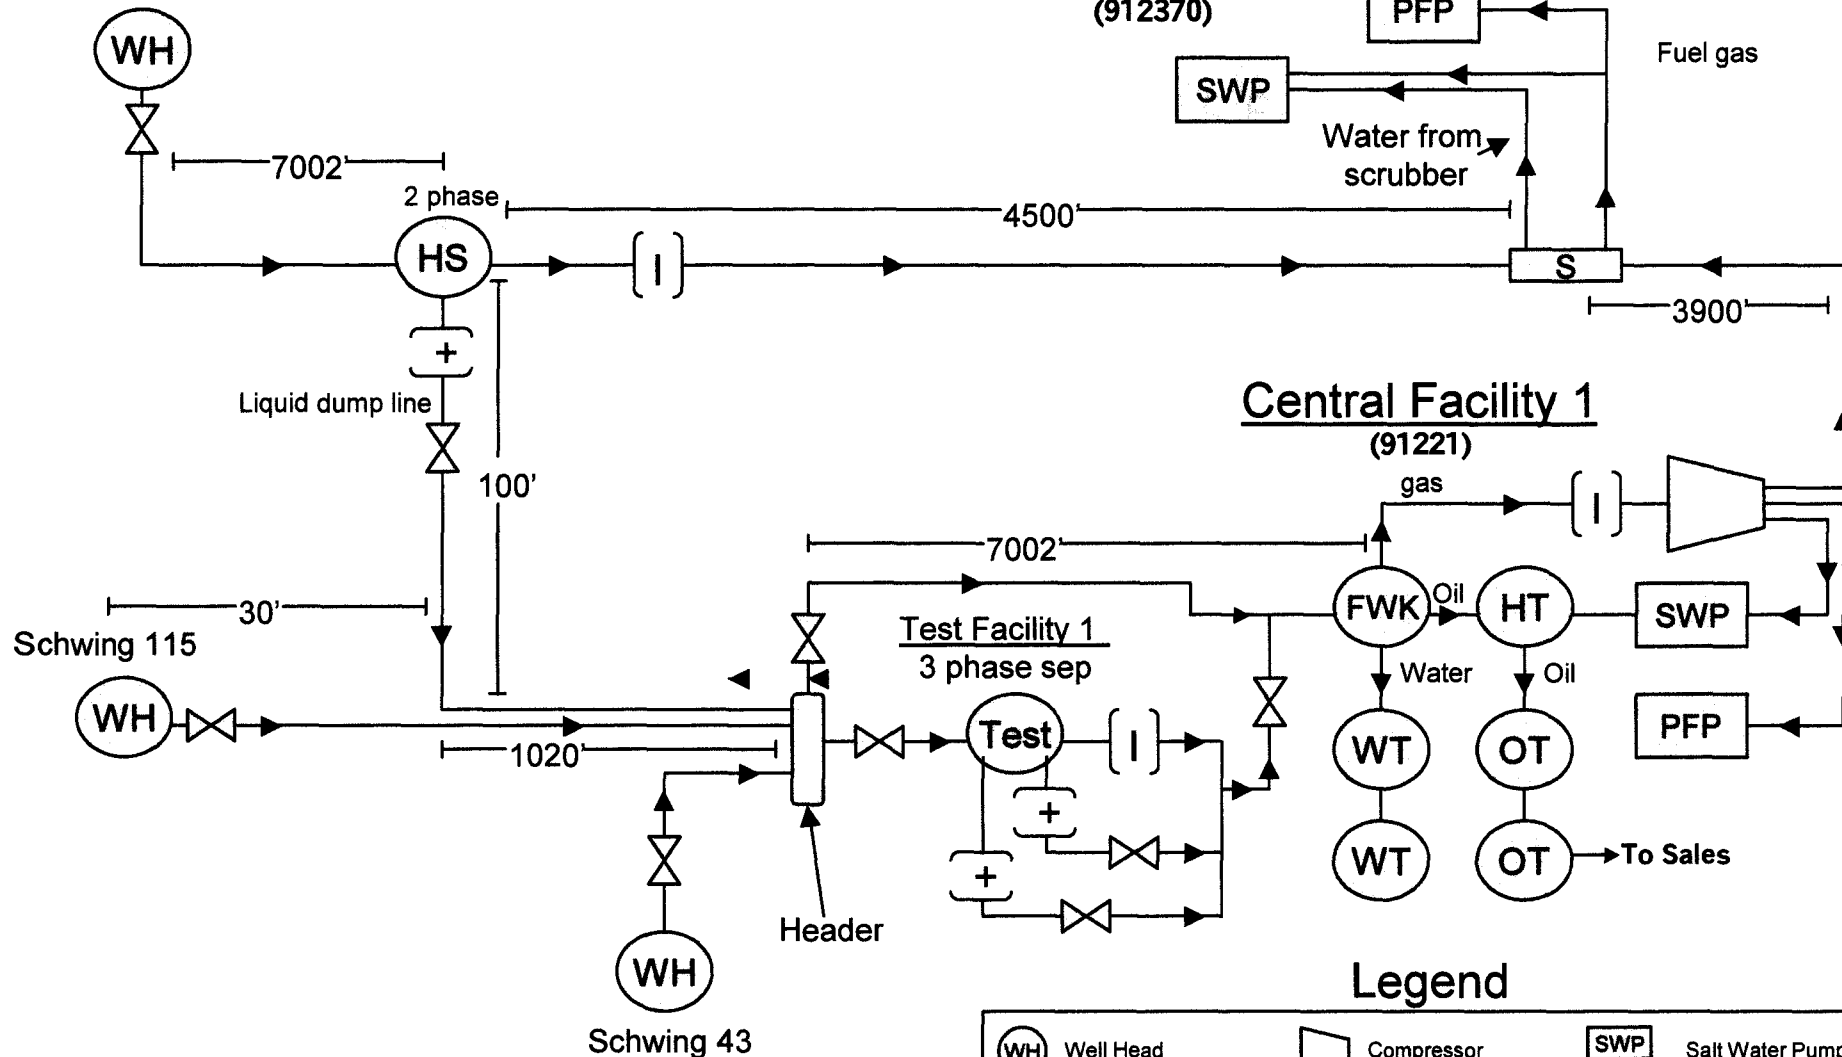 (912370)
PFP
WH
Fuel gas
SWP
Water from
scrubber
7002'
2 phase
4500'
HS
I
S
3900'
+
Liquid dump line
Central Facility 1
(91221)
100'
gas
I
7002'
30'
FWK
Oil
HT
SWP
Schwing 115
Test Facility 1
3 phase sep
Water
Oil
WH
Test
I
WT
OT
PFP
1020'
+
+
WT
OT
To Sales
Header
WH
Legend
Schwing 43
WH Well Head
Compressor
SWP Salt Water Pump